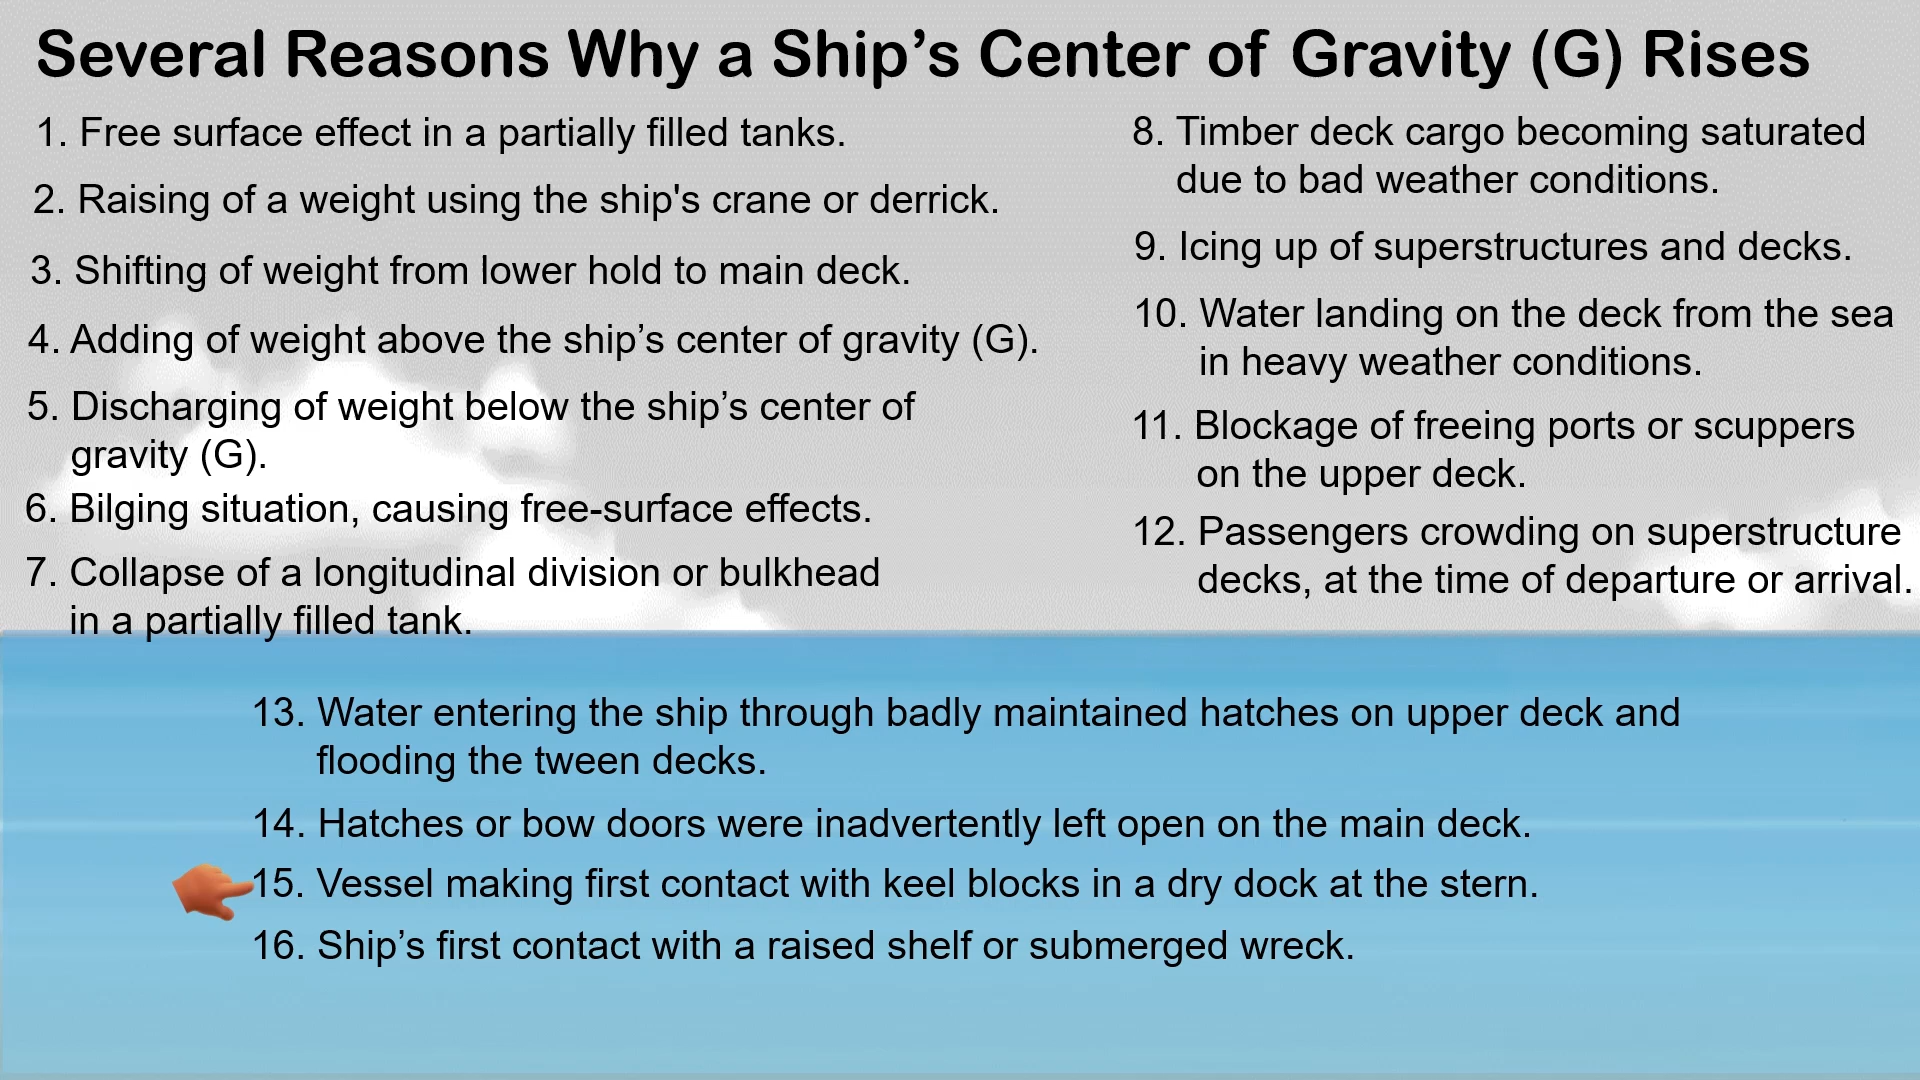 Several Reasons Why a Ship’s Center of Gravity (G) Rises
1. Free surface effect in a partially filled tanks.
2. Raising of a weight using the ship's crane or derrick.
3. Shifting of weight from lower hold to main deck.
4. Adding of weight above the ship’s center of gravity (G).
5. Discharging of weight below the ship’s center of
gravity (G).
6. Bilging situation, causing free-surface effects.
7. Collapse of a longitudinal division or bulkhead
in a partially filled tank.
8. Timber deck cargo becoming saturated
due to bad weather conditions.
9. Icing up of superstructures and decks.
10. Water landing on the deck from the sea
in heavy weather conditions.
11. Blockage of freeing ports or scuppers
on the upper deck.
12. Passengers crowding on superstructure
decks, at the time of departure or arrival.
13. Water entering the ship through badly maintained hatches on upper deck and
flooding the tween decks.
14. Hatches or bow doors were inadvertently left open on the main deck.
15. Vessel making first contact with keel blocks in a dry dock at the stern.
16. Ship’s first contact with a raised shelf or submerged wreck.